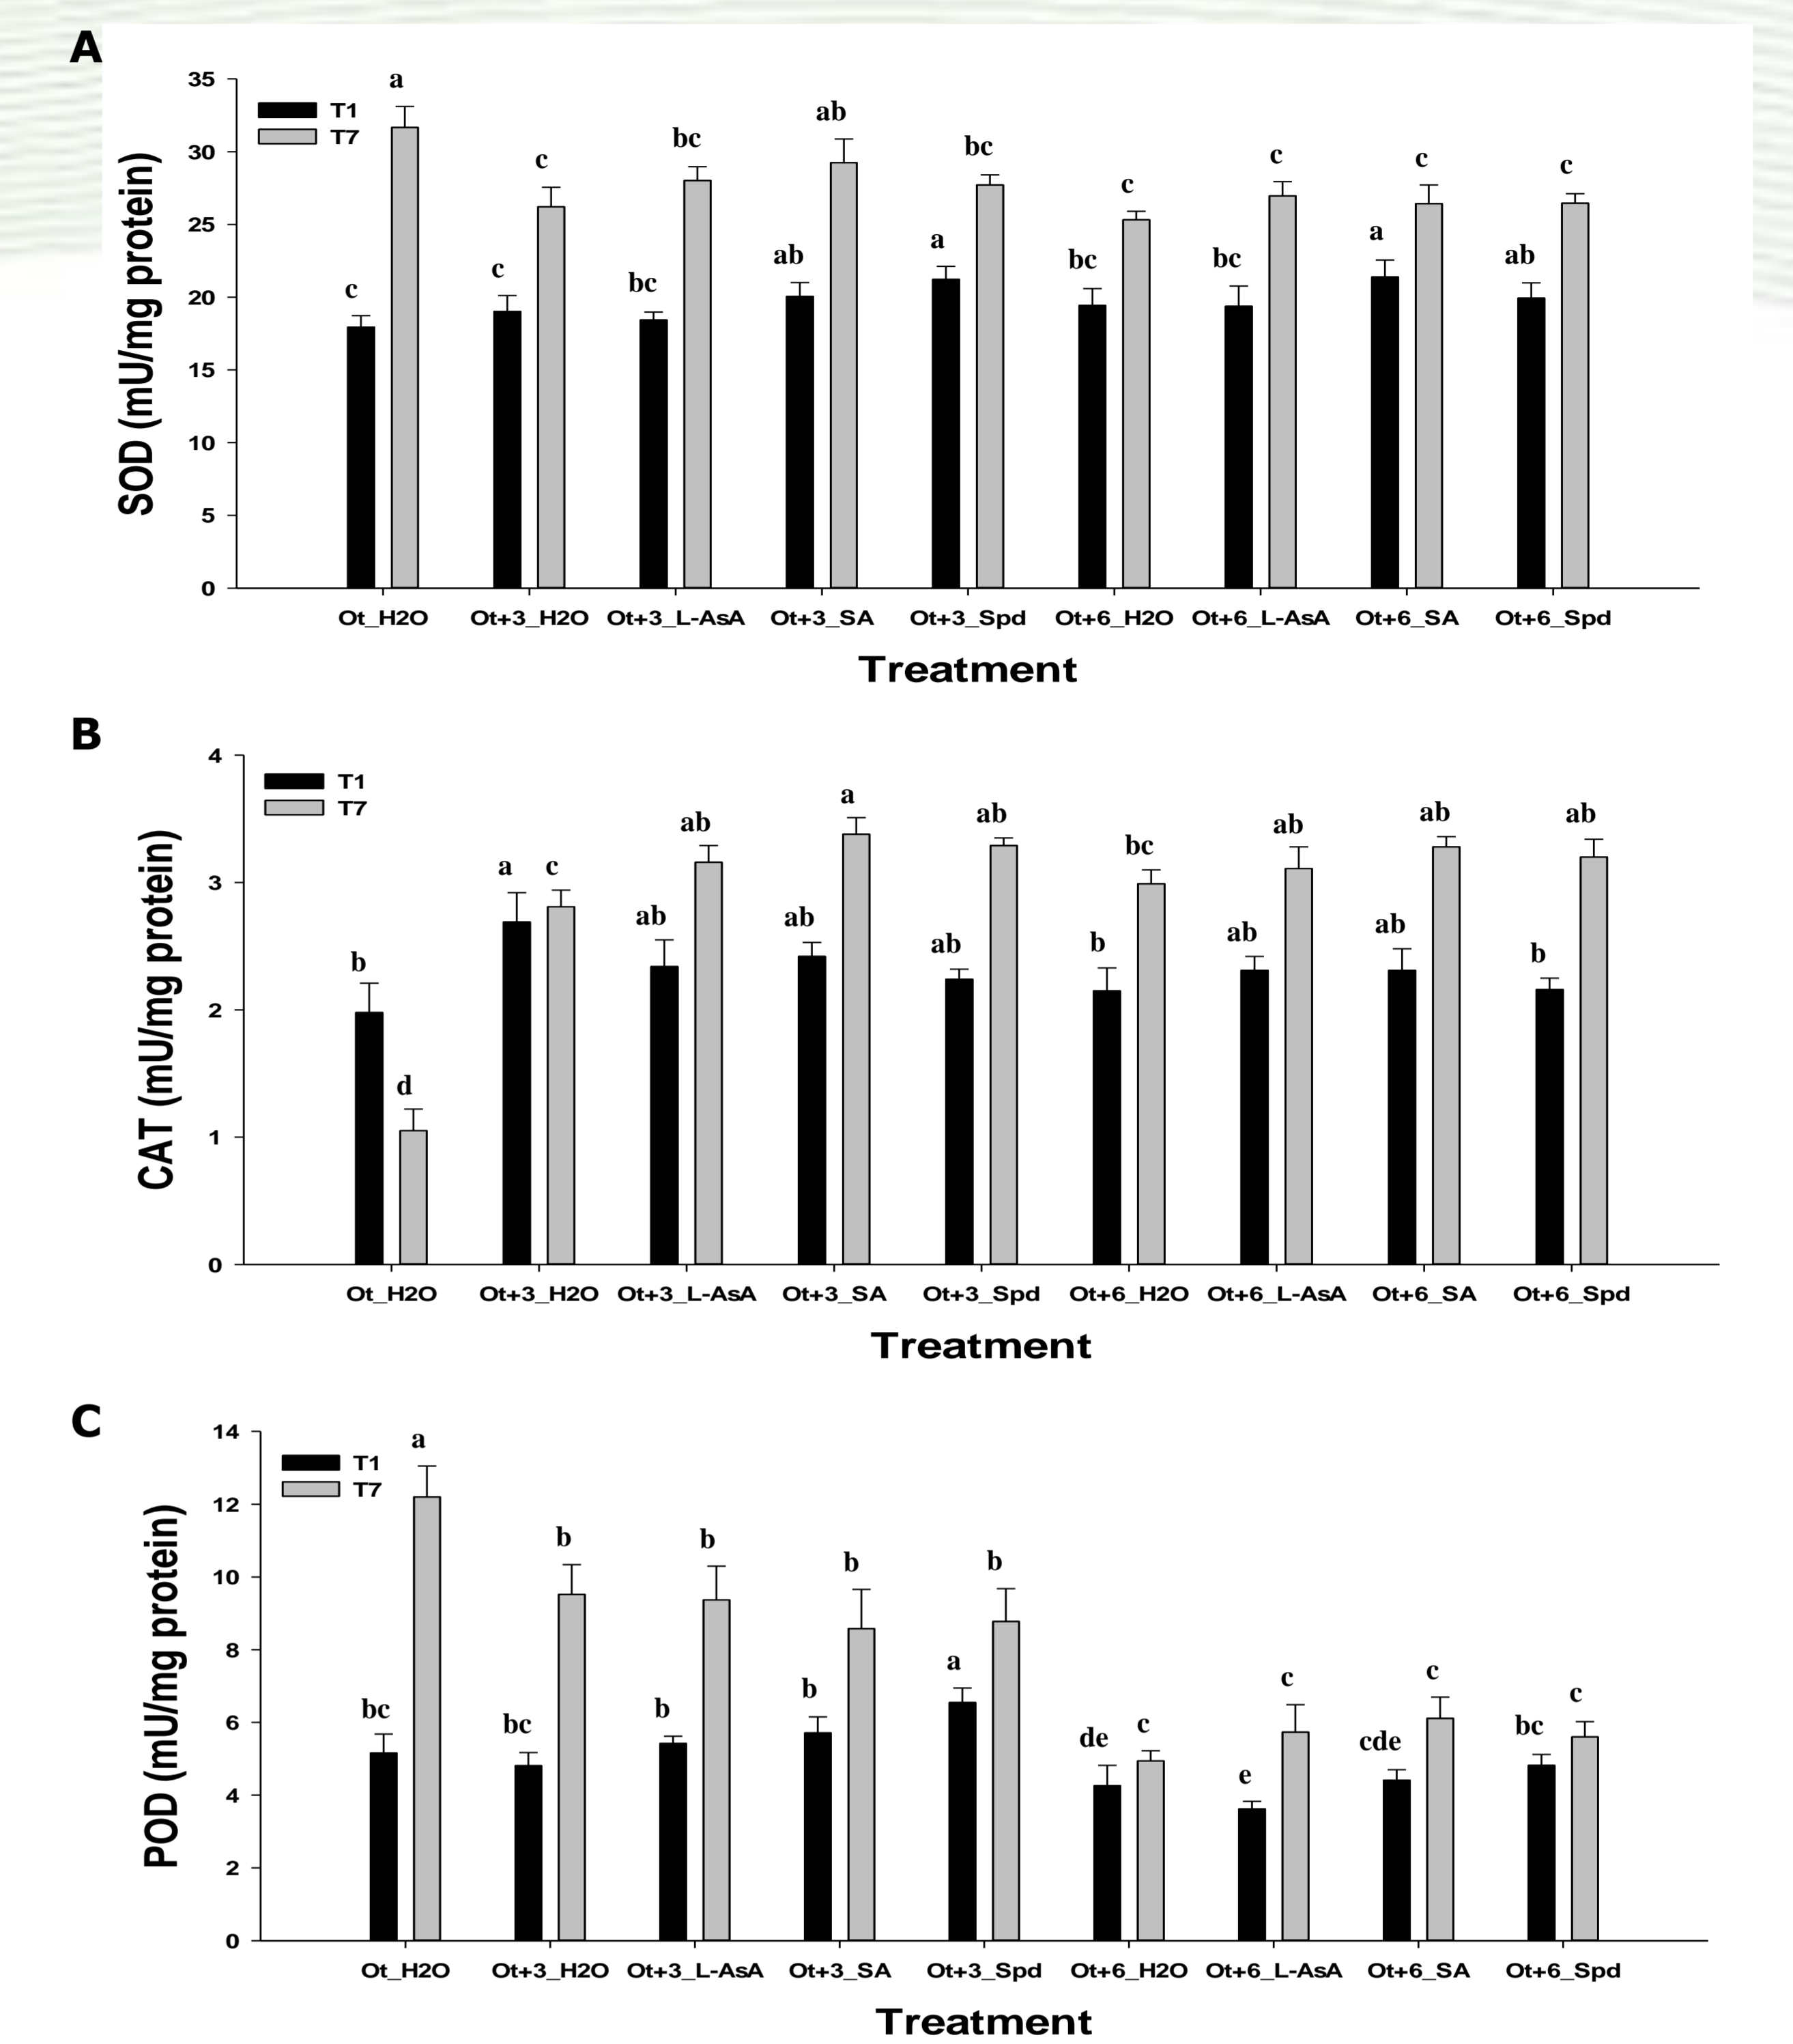 A
SOD (mU/mg protein)
35
30
25
20
15
10
5
0
T1
T7
c a c c bc bc ab ab a bc bc c bc c a c ab c
Ot_H2O Ot+3_H2O Ot+3_L-AsA Ot+3_SA Ot+3_Spd Ot+6_H2O Ot+6_L-AsA Ot+6_SA Ot+6_Spd
Treatment
B
CAT (mU/mg protein)
4
3
2
1
0
T1
T7
b d a c ab ab ab a ab ab b bc ab ab ab ab b ab
Ot_H2O Ot+3_H2O Ot+3_L-AsA Ot+3_SA Ot+3_Spd Ot+6_H2O Ot+6_L-AsA Ot+6_SA Ot+6_Spd
Treatment
C
POD (mU/mg protein)
14
12
10
8
6
4
2
0
T1
T7
bc a bc b b b b b a b de c e c cde c bc c
Ot_H2O Ot+3_H2O Ot+3_L-AsA Ot+3_SA Ot+3_Spd Ot+6_H2O Ot+6_L-AsA Ot+6_SA Ot+6_Spd
Treatment